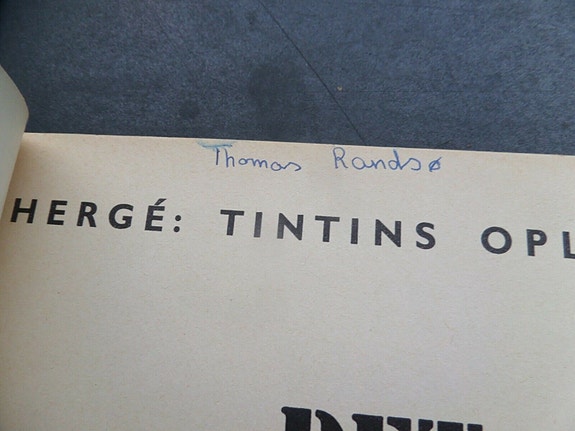 Thomas Randsø
HERGÉ: TINTINS OPL